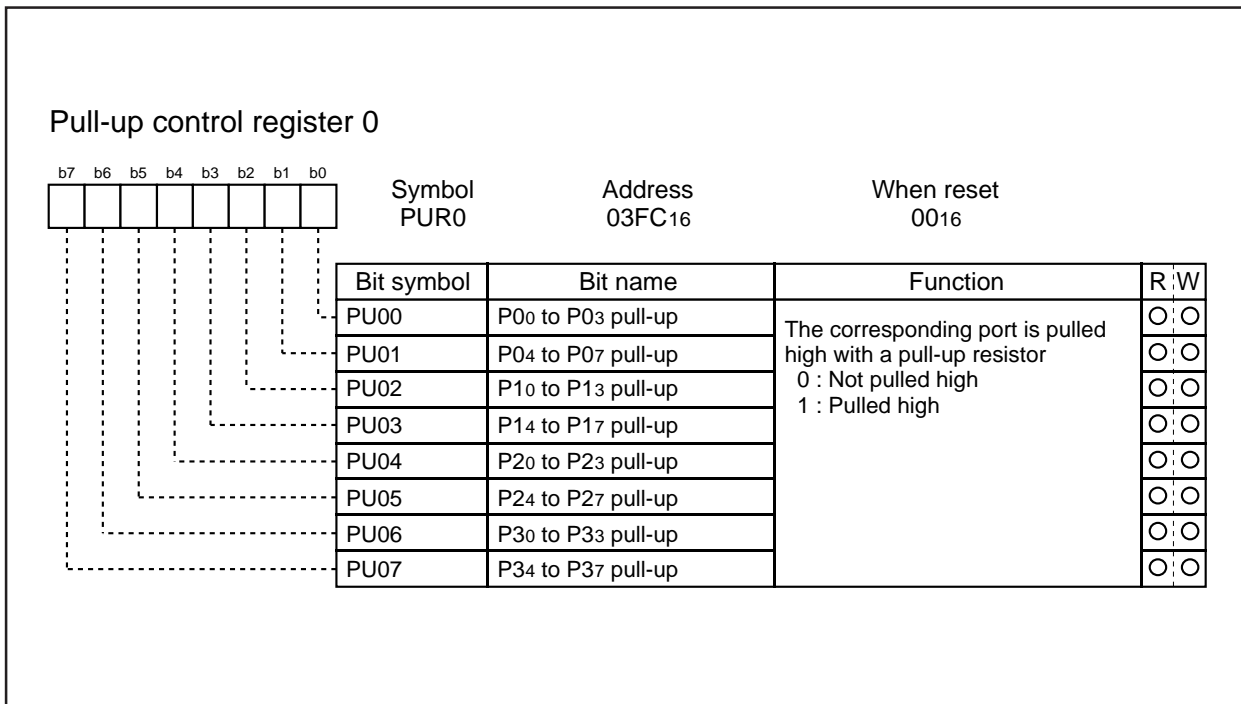 Pull-up control register 0
b7 b6 b5 b4 b3 b2 b1 b0
Symbol Address When reset
PUR0 03FC16 0016
Bit symbol Bit name Function R W
PU00 P00 to P03 pull-up The corresponding port is pulled
PU01 P04 to P07 pull-up high with a pull-up resistor
PU02 P10 to P13 pull-up 0 : Not pulled high
PU03 P14 to P17 pull-up 1 : Pulled high
PU04 P20 to P23 pull-up
PU05 P24 to P27 pull-up
PU06 P30 to P33 pull-up
PU07 P34 to P37 pull-up